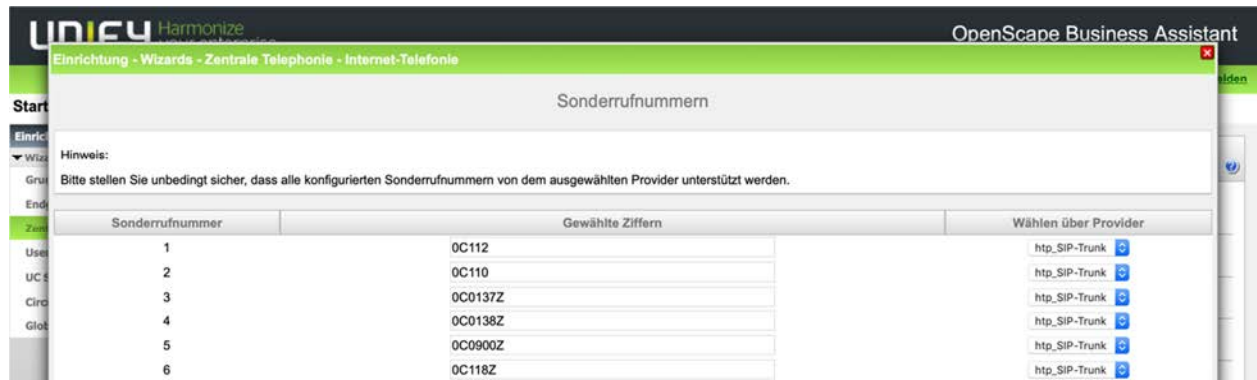 UNIFY Harmonize
your enterprise
OpenScape Business Assistant
Einrichtung - Wizards - Zentrale Telephonie - Internet-Telefonie
Start
Sonderrufnummern
Hinweis:
Bitte stellen Sie unbedingt sicher, dass alle konfigurierten Sonderrufnummern von dem ausgewählten Provider unterstützt werden.
Sonderrufnummer Gewählte Ziffern Wählen über Provider
1 0C112 htp_SIP-Trunk
2 0C110 htp_SIP-Trunk
3 0C0137Z htp_SIP-Trunk
4 0C0138Z htp_SIP-Trunk
5 0C0900Z htp_SIP-Trunk
6 0C118Z htp_SIP-Trunk